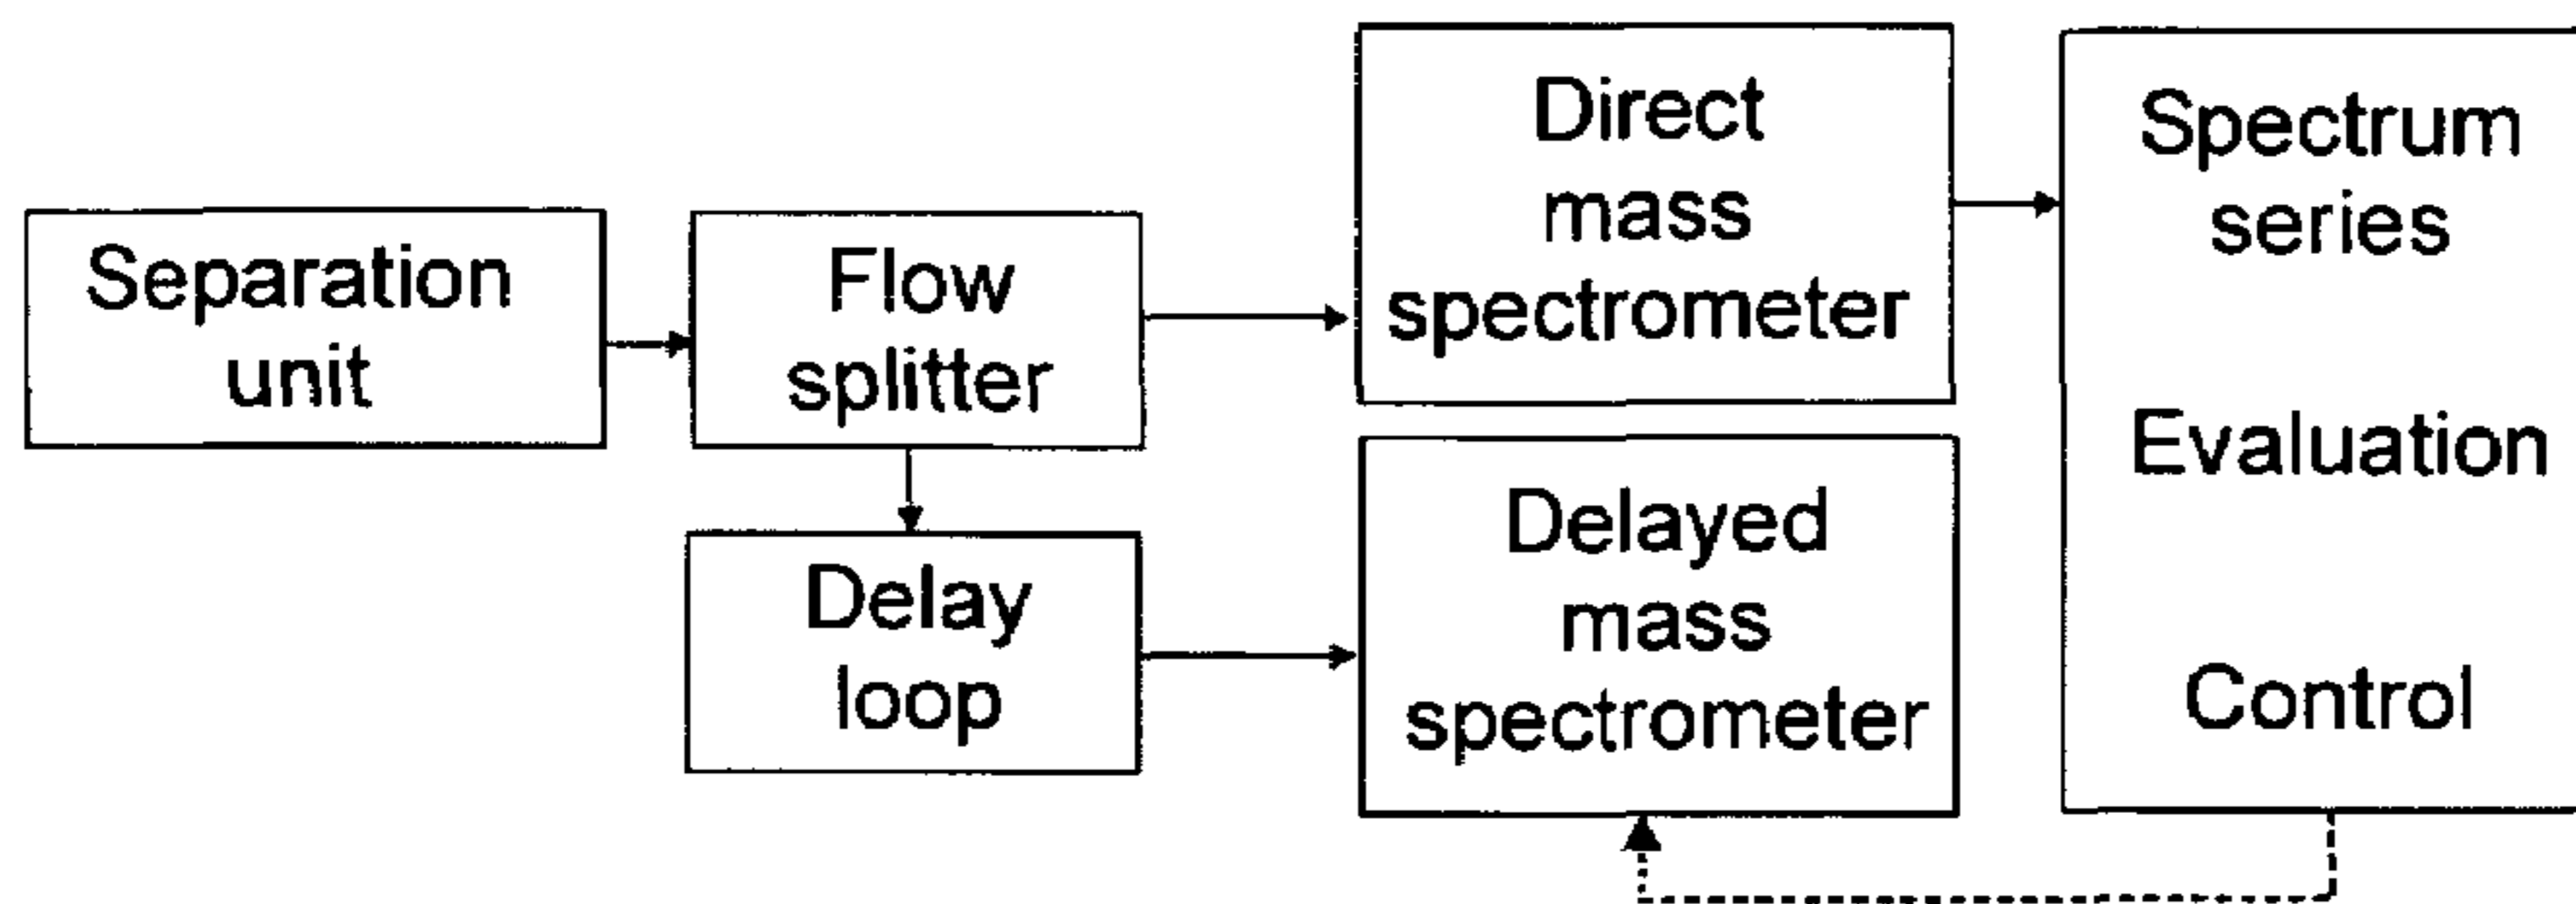 Separation
unit
Flow
splitter
Delay
loop
Direct
mass
spectrometer
Delayed
mass
spectrometer
Spectrum
series
Evaluation
Control